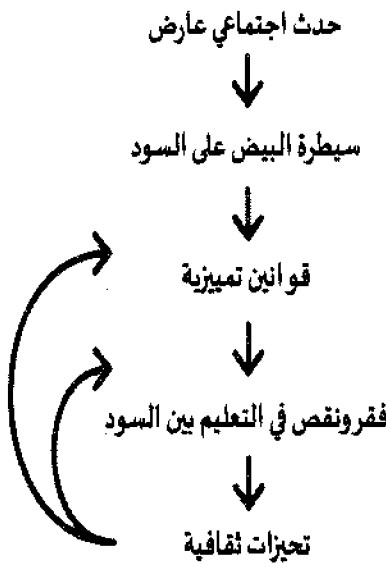 حدث اجتماعي عارض
سيطرة البيض على السود
قوانين تمييزية
فقر ونقص في التعليم بين السود
تحيزات ثقافية